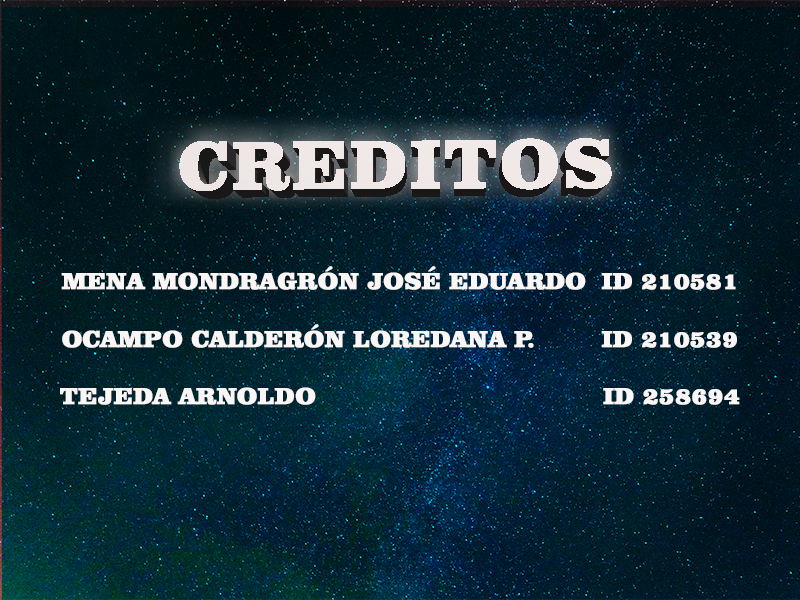 CREDITOS
MENA MONDRAGRÓN JOSÉ EDUARDO ID 210581
OCAMPO CALDERÓN LOREDANA P. ID 210539
TEJEDA ARNOLDO ID 258694